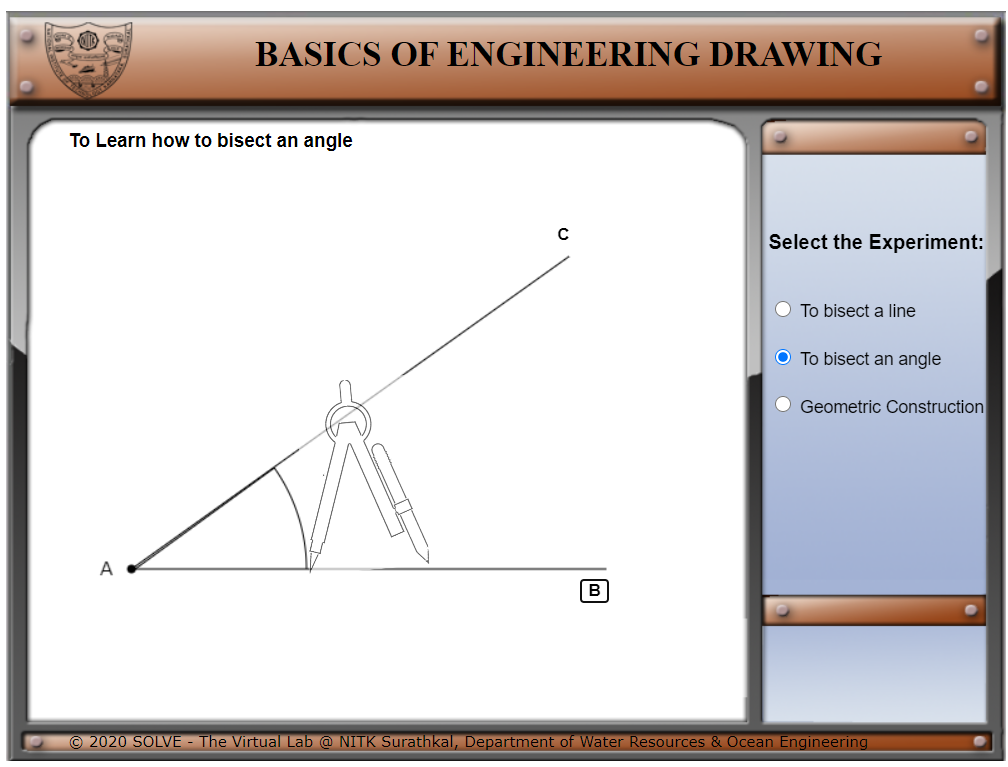 BASICS OF ENGINEERING DRAWING
To Learn how to bisect an angle
C
A
B
Select the Experiment:
To bisect a line
To bisect an angle
Geometric Construction
© 2020 SOLVE - The Virtual Lab @ NITK Surathkal, Department of Water Resources & Ocean Engineering